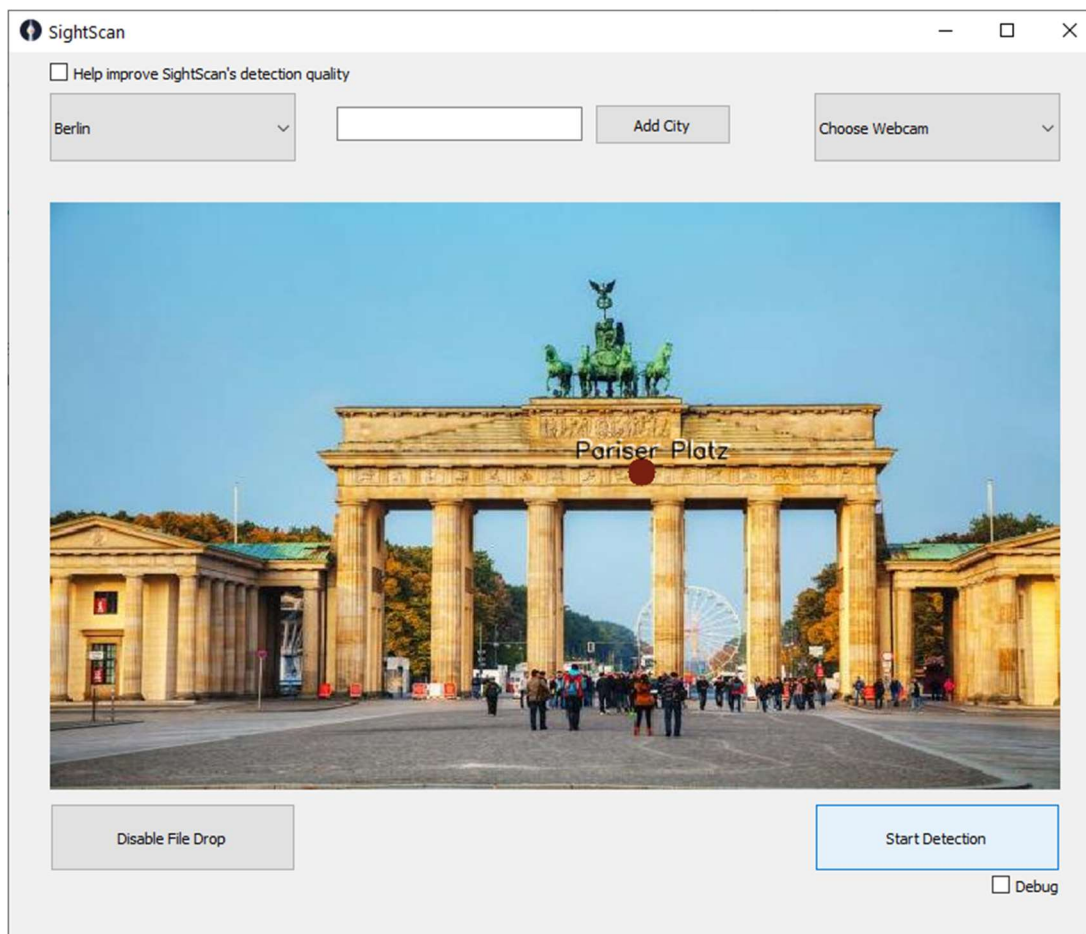 SightScan
Help improve SightScan's detection quality
Berlin
Add City
Choose Webcam
Pariser Platz
Disable File Drop
Start Detection
Debug